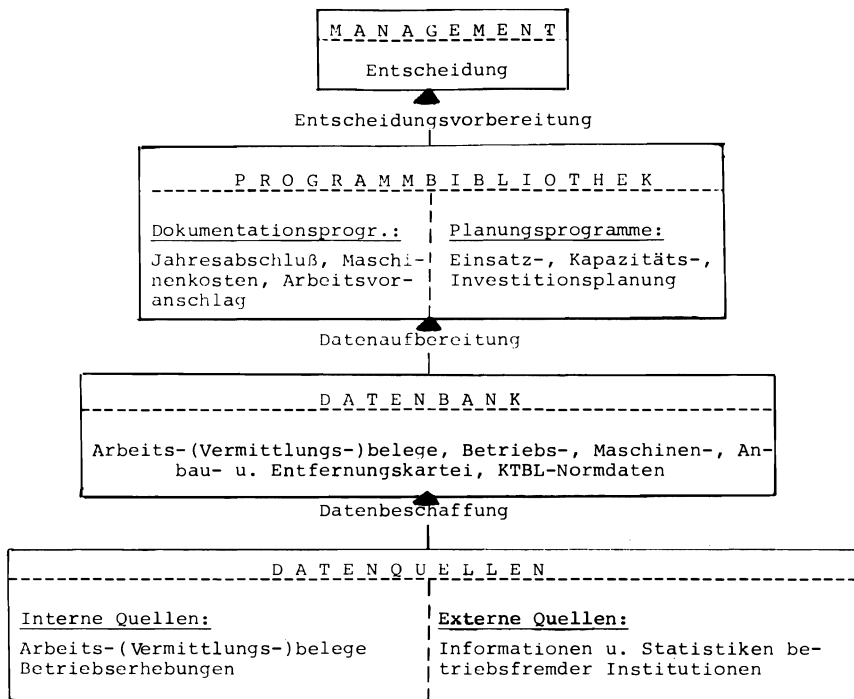 M A N A G E M E N T
Entscheidung
Entscheidungsvorbereitung
P R O G R A M M B I B L I O T H E K
Dokumentationsprogr.:
Jahresabschluß, Maschi-
nenkosten, Arbeitsvor-
anschlag
Planungsprogramme:
Einsatz-, Kapazitäts-,
Investitionsplanung
Datenaufbereitung
D A T E N B A N K
Arbeits-(Vermittlungs-)belege, Betriebs-, Maschinen-, An-
bau- u. Entfernungskartei, KTBL-Normdaten
Datenbeschaffung
D A T E N Q U E L L E N
Interne Quellen:
Arbeits-(Vermittlungs-)belege
Betriebserhebungen
Externe Quellen:
Informationen u. Statistiken be-
triebsfremder Institutionen